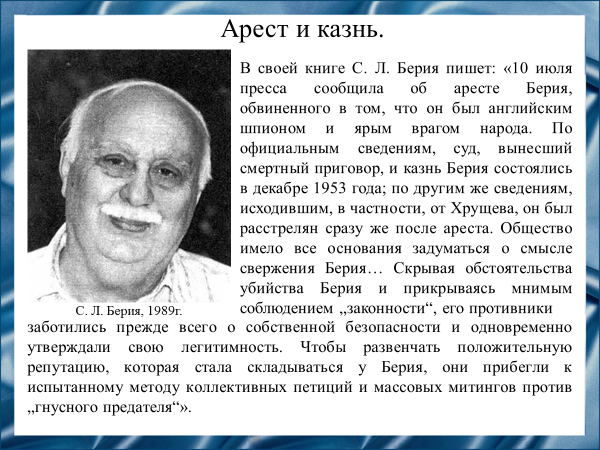 Арест и казнь.
В своей книге С. Л. Берия пишет: «10 июля
пресса сообщила об аресте Берия,
обвиненного в том, что он был английским
шпионом и ярым врагом народа. По
официальным сведениям, суд, вынесший
смертный приговор, и казнь Берия состоялись
в декабре 1953 года; по другим же сведениям,
исходившим, в частности, от Хрущева, он был
расстрелян сразу же после ареста. Общество
имело все основания задуматься о смысле
свержения Берия… Скрывая обстоятельства
убийства Берия и прикрываясь мнимым
соблюдением „законности“, его противники
С. Л. Берия, 1989г.
заботились прежде всего о собственной безопасности и одновременно
утверждали свою легитимность. Чтобы развенчать положительную
репутацию, которая стала складываться у Берия, они прибегли к
испытанному методу коллективных петиций и массовых митингов против
„гнусного предателя“».